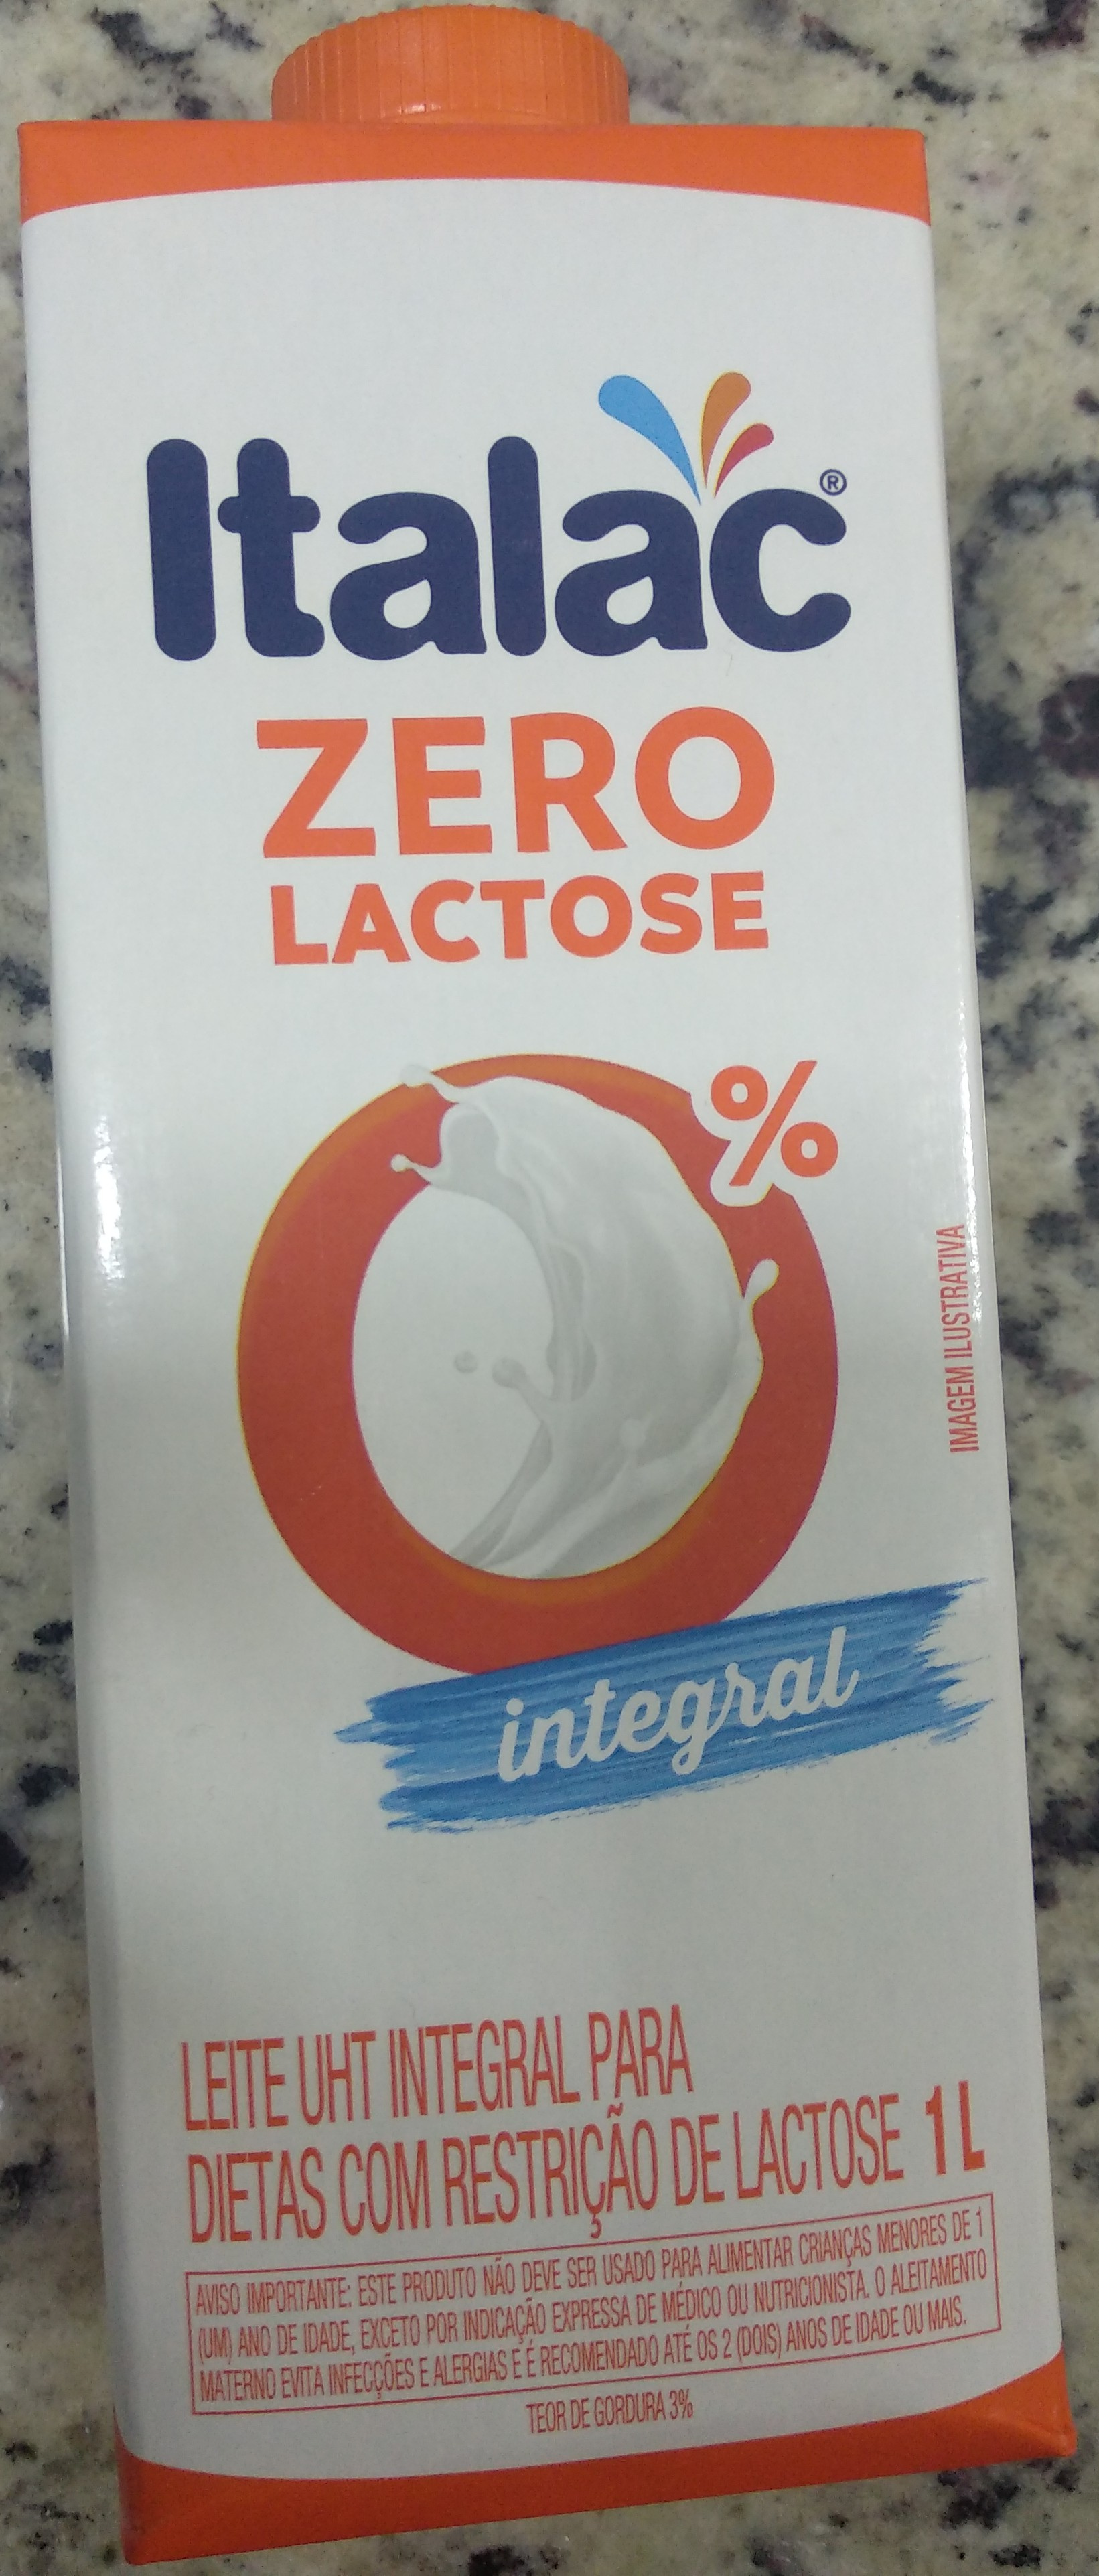 Italac®
ZERO
LACTOSE
0%
IMAGEM ILUSTRATIVA
integral
LEITE UHT INTEGRAL PARA
DIETAS COM RESTRIÇÃO DE LACTOSE 1 L
AVISO IMPORTANTE: ESTE PRODUTO NÃO DEVE SER USADO PARA ALIMENTAR CRIANÇAS MENORES DE 1
(UM) ANO DE IDADE, EXCETO POR INDICAÇÃO EXPRESSA DE MÉDICO OU NUTRICIONISTA. O ALEITAMENTO
MATERNO EVITA INFECÇÕES E ALERGIAS E É RECOMENDADO ATÉ OS 2 (DOIS) ANOS DE IDADE OU MAIS.
TEOR DE GORDURA 3%